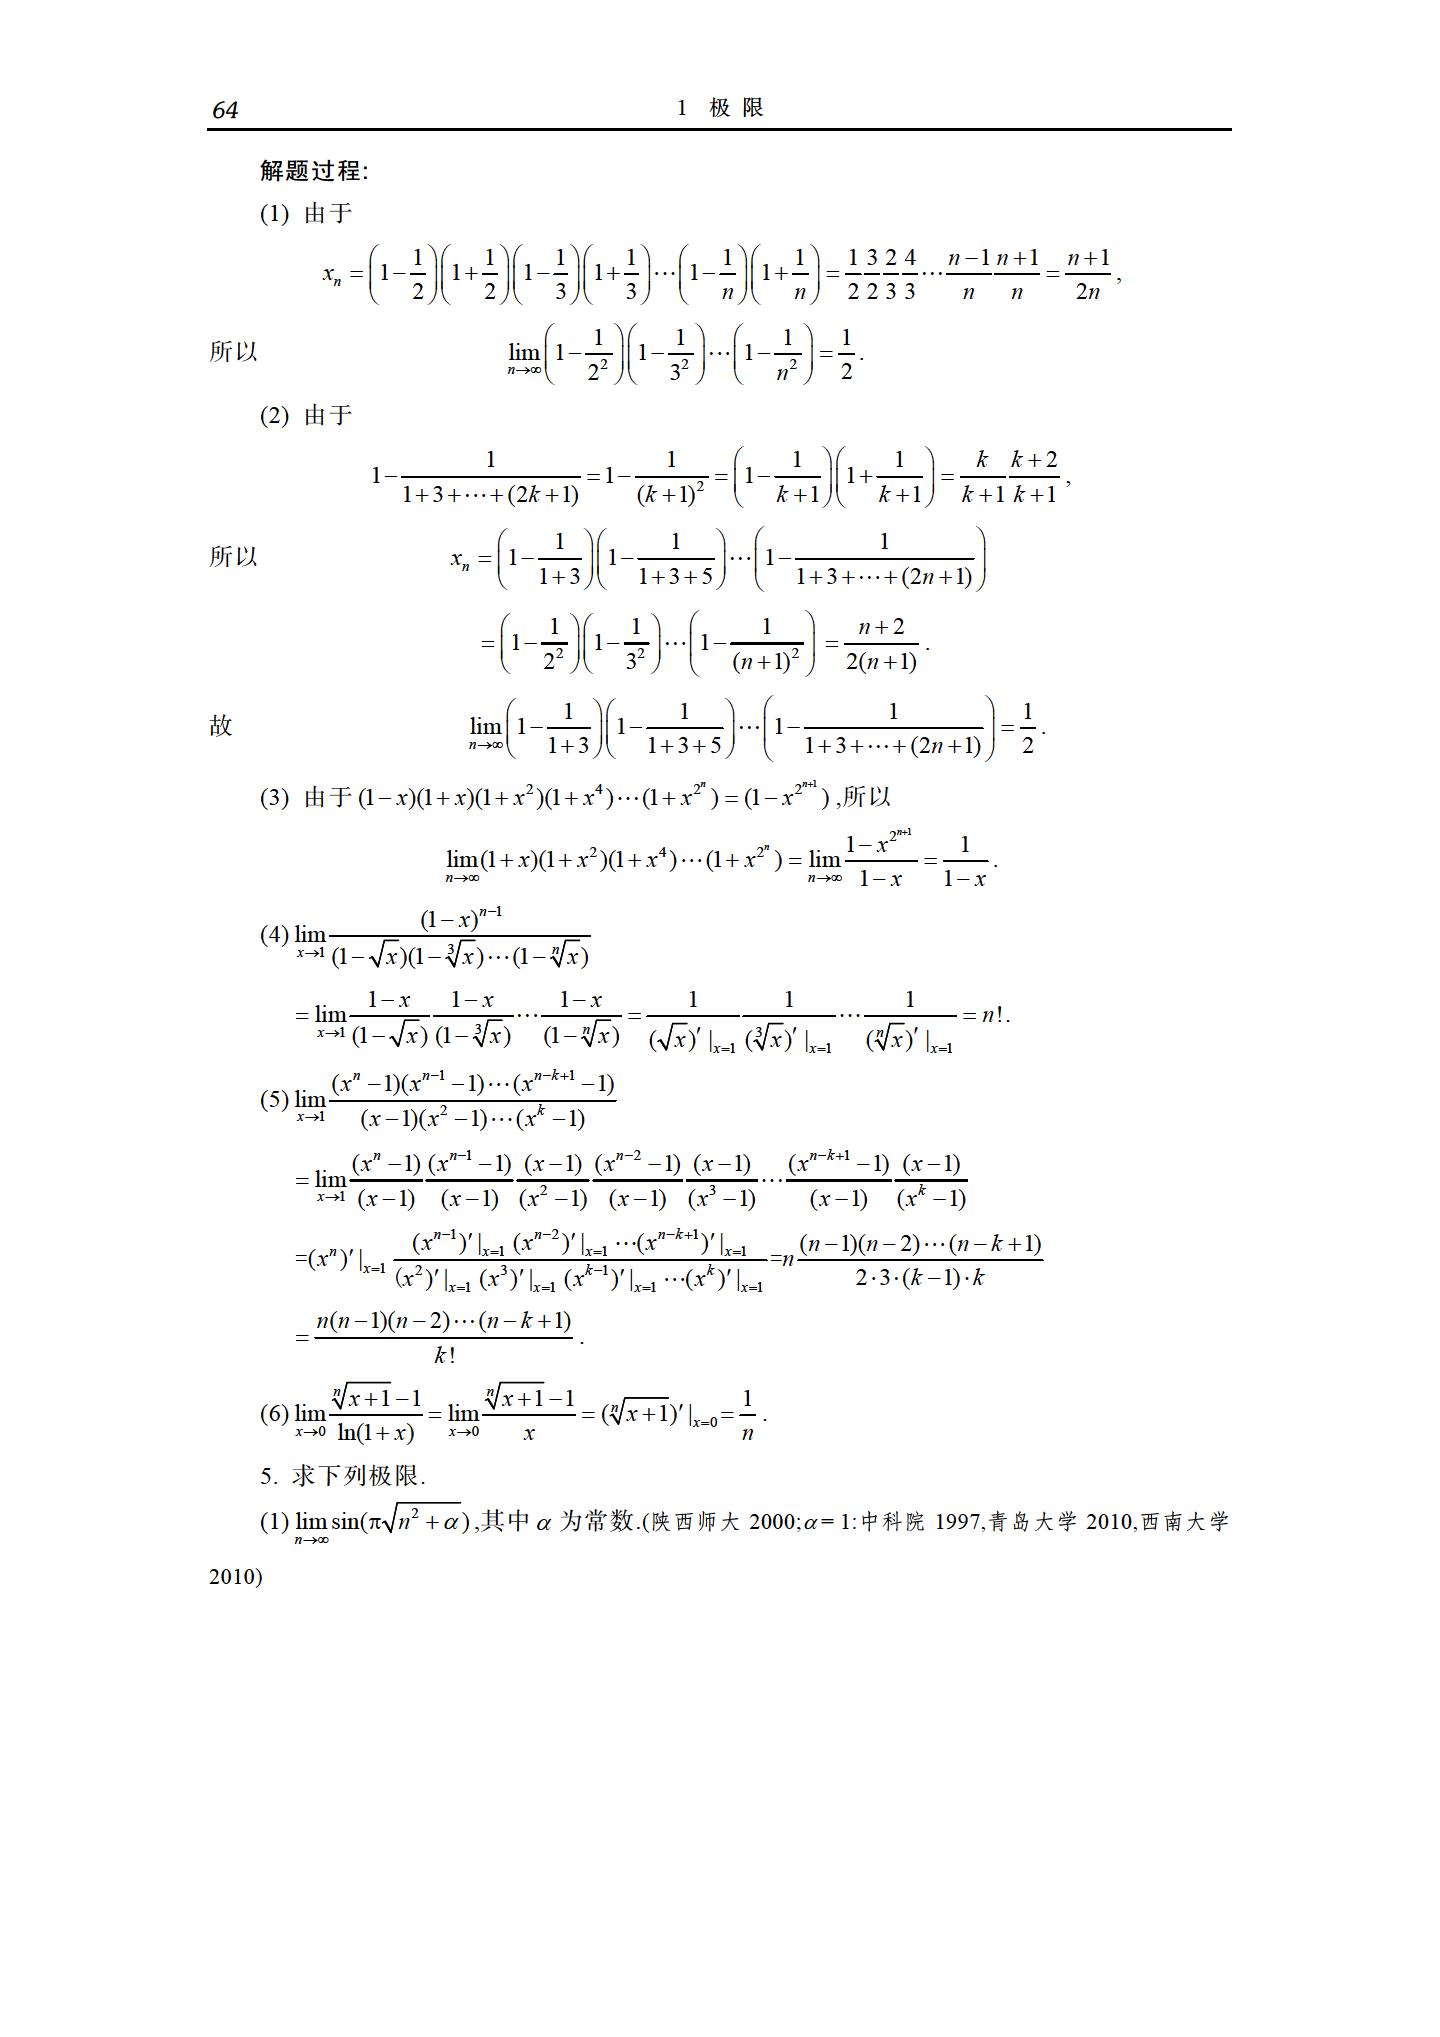 64 1 极 限
解题过程:
(1) 由于
$x_n=\left(1-\frac{1}{2}\right)\left(1+\frac{1}{2}\right)\left(1-\frac{1}{3}\right)\left(1+\frac{1}{3}\right)\cdots\left(1-\frac{1}{n}\right)\left(1+\frac{1}{n}\right)=\frac{1}{2}\frac{3}{2}\frac{2}{3}\frac{4}{3}\cdots\frac{n-1}{n}\frac{n+1}{n}=\frac{n+1}{2n},$
所以 $\lim_{n\to\infty}\left(1-\frac{1}{2^2}\right)\left(1-\frac{1}{3^2}\right)\cdots\left(1-\frac{1}{n^2}\right)=\frac{1}{2}.$
(2) 由于
$1-\frac{1}{1+3+\cdots+(2k+1)}=1-\frac{1}{(k+1)^2}=\left(1-\frac{1}{k+1}\right)\left(1+\frac{1}{k+1}\right)=\frac{k}{k+1}\frac{k+2}{k+1},$
所以 $x_n=\left(1-\frac{1}{1+3}\right)\left(1-\frac{1}{1+3+5}\right)\cdots\left(1-\frac{1}{1+3+\cdots+(2n+1)}\right)$
$=\left(1-\frac{1}{2^2}\right)\left(1-\frac{1}{3^2}\right)\cdots\left(1-\frac{1}{(n+1)^2}\right)=\frac{n+2}{2(n+1)}.$
故 $\lim_{n\to\infty}\left(1-\frac{1}{1+3}\right)\left(1-\frac{1}{1+3+5}\right)\cdots\left(1-\frac{1}{1+3+\cdots+(2n+1)}\right)=\frac{1}{2}.$
(3) 由于 $(1-x)(1+x)(1+x^2)(1+x^4)\cdots(1+x^{2^n})=(1-x^{2^{n+1}})$,所以
$\lim_{n\to\infty}(1+x)(1+x^2)(1+x^4)\cdots(1+x^{2^n})=\lim_{n\to\infty}\frac{1-x^{2^{n+1}}}{1-x}=\frac{1}{1-x}.$
(4) $\lim_{x\to1}\frac{(1-x)^{n-1}}{(1-\sqrt{x})(1-\sqrt[3]{x})\cdots(1-\sqrt[n]{x})}$
$=\lim_{x\to1}\frac{1-x}{(1-\sqrt{x})}\frac{1-x}{(1-\sqrt[3]{x})}\cdots\frac{1-x}{(1-\sqrt[n]{x})}=\frac{1}{(\sqrt{x})'|_{x=1}}\frac{1}{(\sqrt[3]{x})'|_{x=1}}\cdots\frac{1}{(\sqrt[n]{x})'|_{x=1}}=n!.$
(5) $\lim_{x\to1}\frac{(x^n-1)(x^{n-1}-1)\cdots(x^{n-k+1}-1)}{(x-1)(x^2-1)\cdots(x^k-1)}$
$=\lim_{x\to1}\frac{(x^n-1)}{(x-1)}\frac{(x^{n-1}-1)}{(x-1)}\frac{(x-1)}{(x^2-1)}\frac{(x^{n-2}-1)}{(x-1)}\frac{(x-1)}{(x^3-1)}\cdots\frac{(x^{n-k+1}-1)}{(x-1)}\frac{(x-1)}{(x^k-1)}$
$=(x^n)'|_{x=1}\frac{(x^{n-1})'|_{x=1}(x^{n-2})'|_{x=1}\cdots(x^{n-k+1})'|_{x=1}}{(x^2)'|_{x=1}(x^3)'|_{x=1}(x^{k-1})'|_{x=1}\cdots(x^k)'|_{x=1}}=n\frac{(n-1)(n-2)\cdots(n-k+1)}{2\cdot3\cdot(k-1)\cdot k}$
$=\frac{n(n-1)(n-2)\cdots(n-k+1)}{k!}.$
(6) $\lim_{x\to0}\frac{\sqrt[n]{x+1}-1}{\ln(1+x)}=\lim_{x\to0}\frac{\sqrt[n]{x+1}-1}{x}=(\sqrt[n]{x+1})'|_{x=0}=\frac{1}{n}.$
5. 求下列极限.
(1) $\lim_{n\to\infty}\sin(\pi\sqrt{n^2+\alpha})$,其中 $\alpha$ 为常数.(陕西师大 2000;$\alpha=1$:中科院 1997,青岛大学 2010,西南大学
2010)